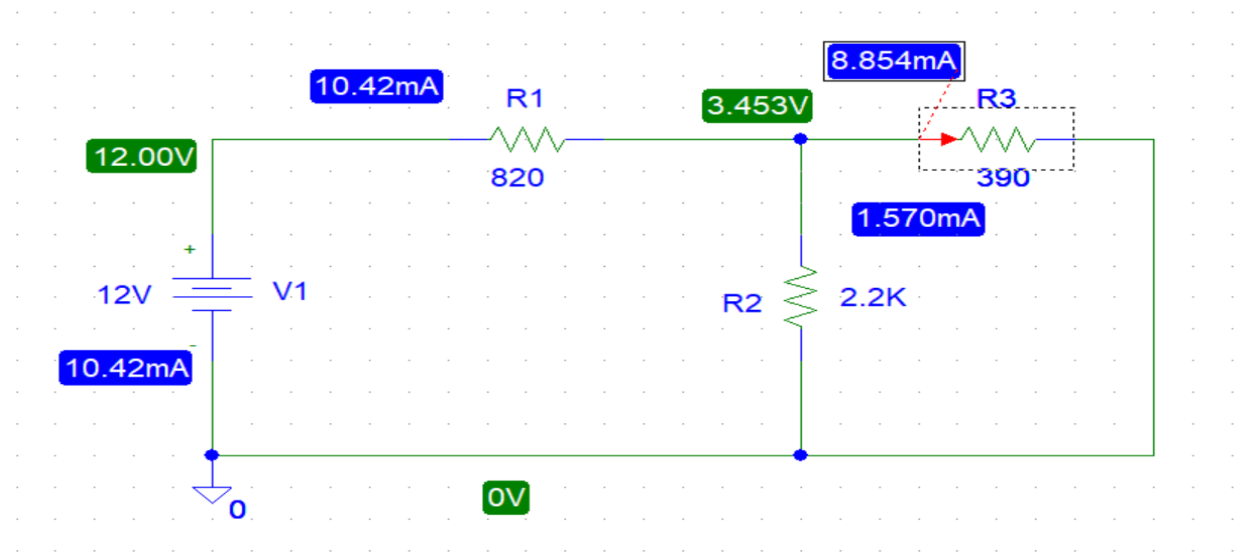 8.854mA
10.42mA
R1
3.453V
R3
12.00V
820
390
1.570mA
+
12V
V1
R2
2.2K
-
10.42mA
0V
0